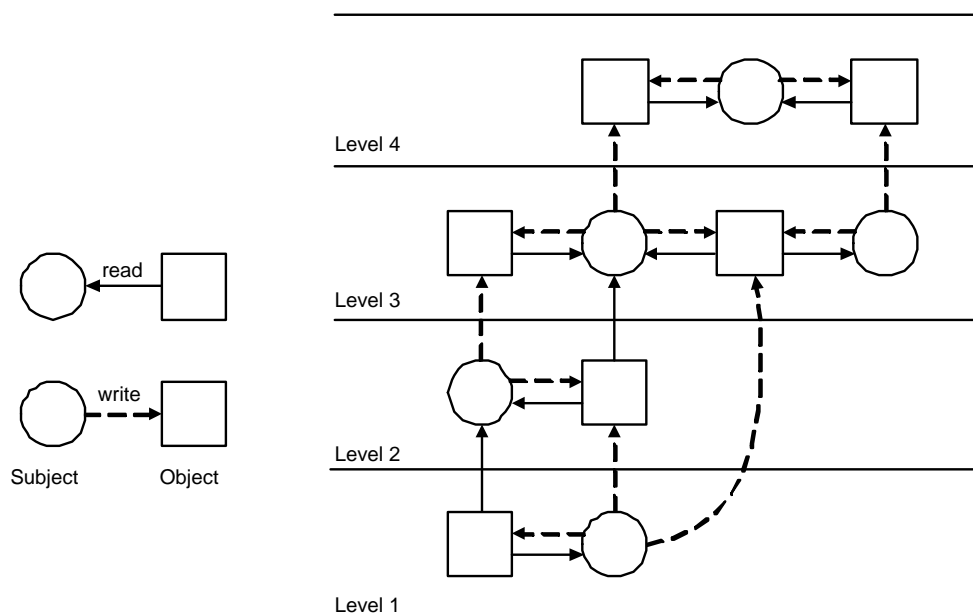 Level 4
read
Level 3
write
Level 2
Subject
Object
Level 1